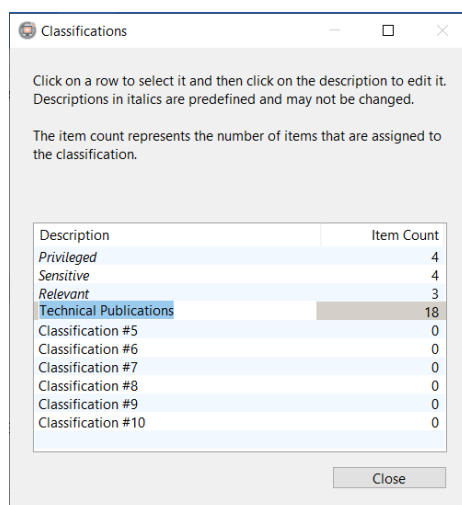 Classifications
Click on a row to select it and then click on the description to edit it.
Descriptions in italics are predefined and may not be changed.
The item count represents the number of items that are assigned to
the classification.
Description Item Count
Privileged 4
Sensitive 4
Relevant 3
Technical Publications 18
Classification #5 0
Classification #6 0
Classification #7 0
Classification #8 0
Classification #9 0
Classification #10 0
Close